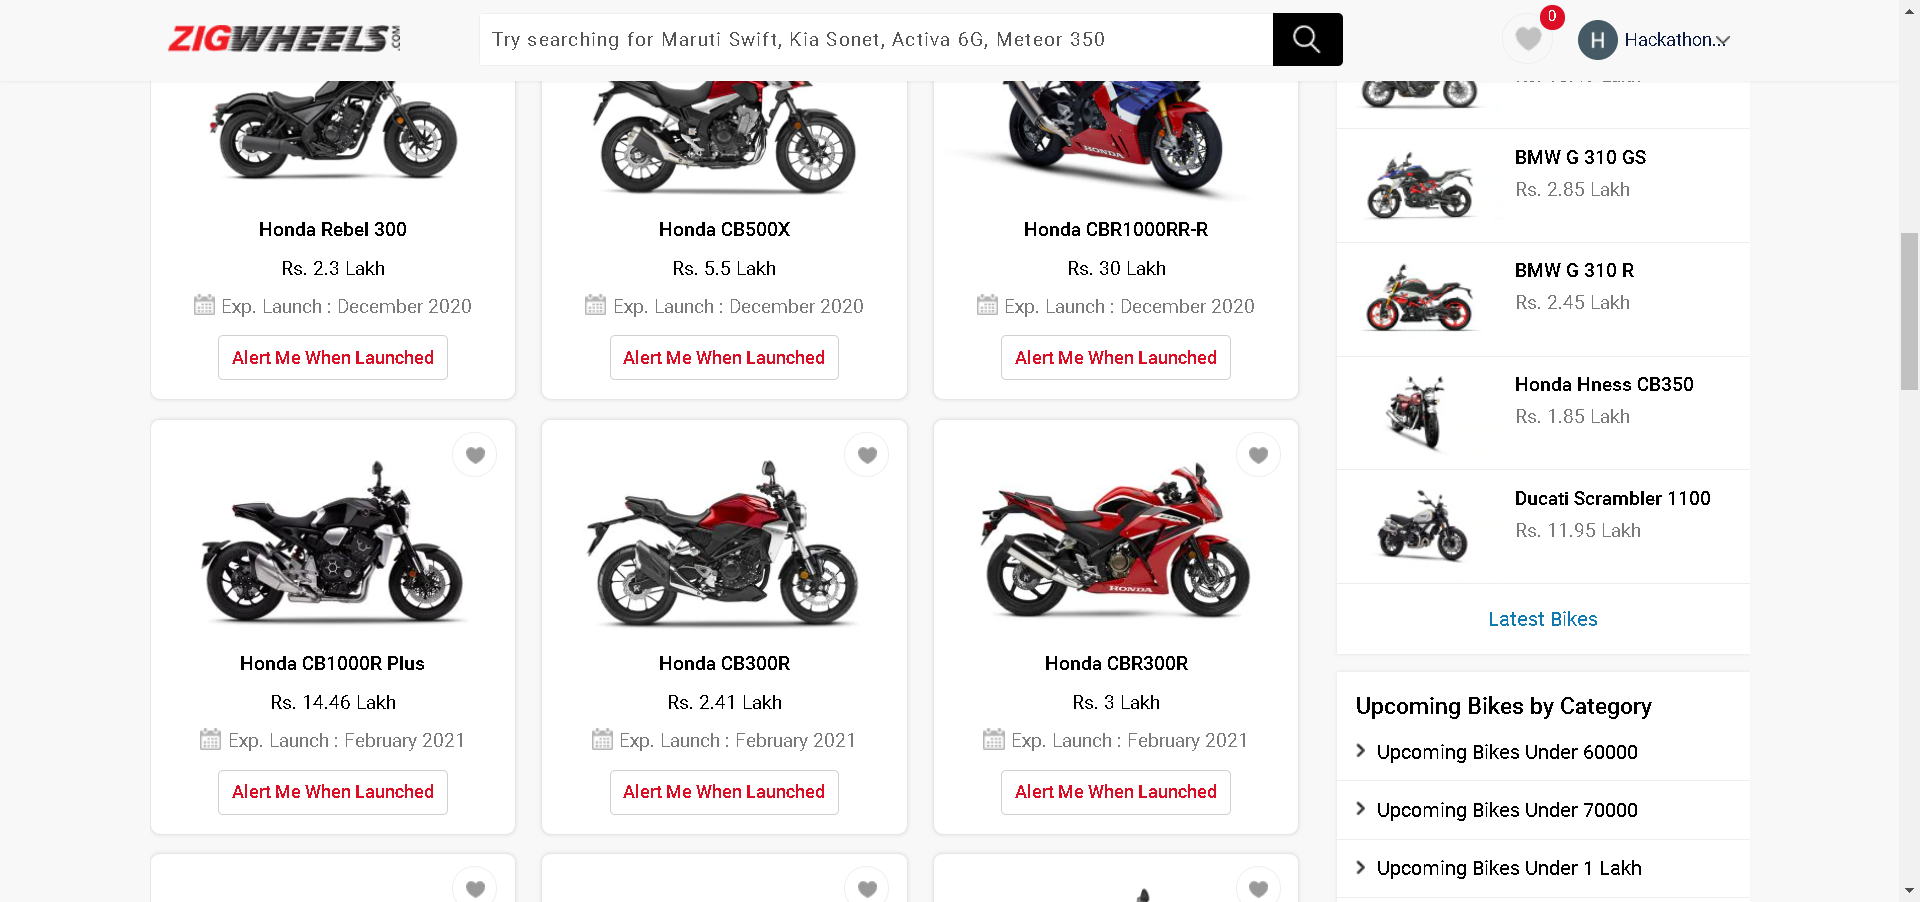 ZIGWHEELS.COM
Try searching for Maruti Swift, Kia Sonet, Activa 6G, Meteor 350
0
H
Hackathon...
Honda Rebel 300
Rs. 2.3 Lakh
Exp. Launch : December 2020
Alert Me When Launched
HONDA
Honda CB500X
Rs. 5.5 Lakh
Exp. Launch : December 2020
Alert Me When Launched
Honda CBR1000RR-R
Rs. 30 Lakh
Exp. Launch : December 2020
Alert Me When Launched
Honda CB1000R Plus
Rs. 14.46 Lakh
Exp. Launch : February 2021
Alert Me When Launched
Honda CB300R
Rs. 2.41 Lakh
Exp. Launch : February 2021
Alert Me When Launched
HONDA
Honda CBR300R
Rs. 3 Lakh
Exp. Launch : February 2021
Alert Me When Launched
BMW G 310 GS
Rs. 2.85 Lakh
BMW G 310 R
Rs. 2.45 Lakh
Honda Hness CB350
Rs. 1.85 Lakh
Ducati Scrambler 1100
Rs. 11.95 Lakh
Latest Bikes
Upcoming Bikes by Category
Upcoming Bikes Under 60000
Upcoming Bikes Under 70000
Upcoming Bikes Under 1 Lakh